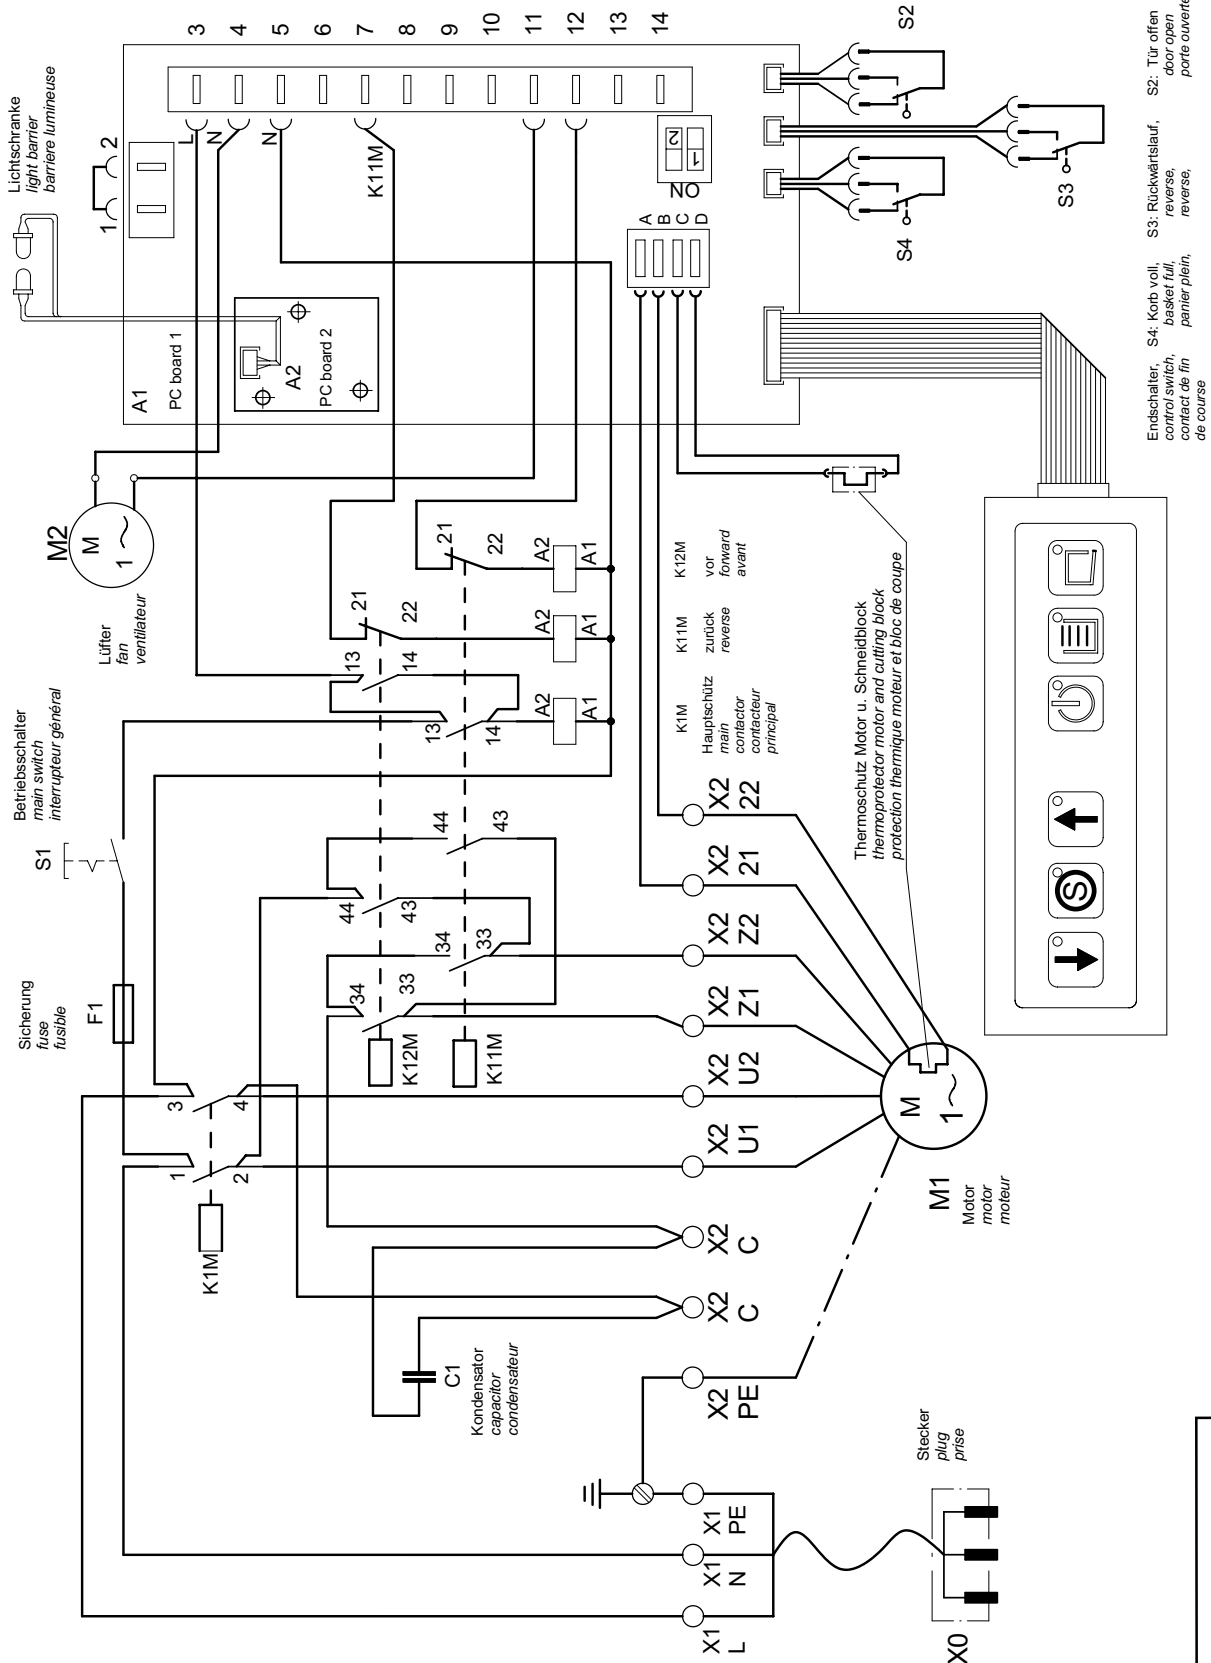 Lichtschranke
light barrier
barriere lumineuse
1 2
A1
PC board 1
A2
PC board 2
L
N
N
K11M
3
4
5
6
7
8
9
10
11
12
13
14
1 2
ON
A
B
C
D
S2
S3
S4
S2: Tür offen
door open
porte ouverte
S3: Rückwärtslauf,
reverse,
reverse,
S4: Korb voll,
basket full,
panier plein,
Endschalter,
control switch,
contact de fin
de course
M2
M
1 ~
Lüfter
fan
ventilateur
Betriebsschalter
main switch
interrupteur général
S1
Sicherung
fuse
fusible
F1
21
22
21
22
13
14
13
14
A2
A1
A2
A1
A2
A1
K12M
vor
forward
avant
K11M
zurück
reverse
K1M
Hauptschütz
main
contactor
contacteur
principal
44
43
44
43
34
33
34
33
K12M
K11M
3
4
1
2
K1M
C1
Kondensator
capacitor
condensateur
Thermoschutz Motor u. Schneidblock
thermoprotector motor and cutting block
protection thermique moteur et bloc de coupe
X2
22
X2
21
X2
Z2
X2
Z1
X2
U2
X2
U1
X2
C
X2
C
X2
PE
X1
PE
X1
N
X1
L
M
1 ~
M1
Motor
motor
moteur
Stecker
plug
prise
X0
S